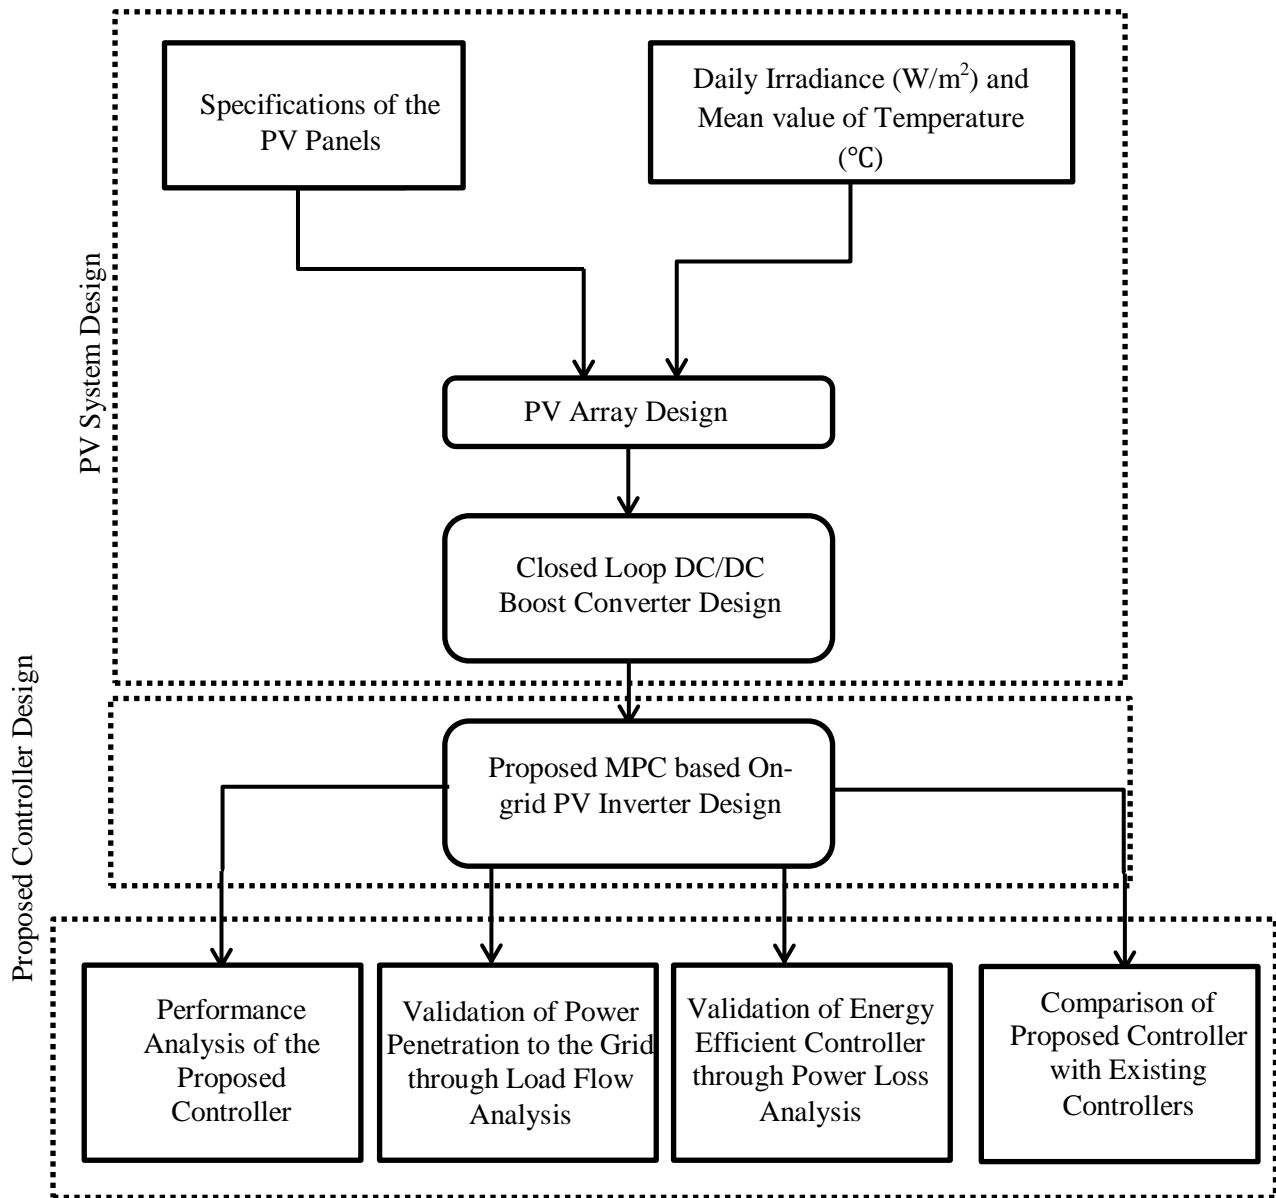 Specifications of the
PV Panels
Daily Irradiance (W/m²) and
Mean value of Temperature
(℃)
PV System Design
PV Array Design
Closed Loop DC/DC
Boost Converter Design
Proposed Controller Design
Proposed MPC based On-
grid PV Inverter Design
Performance
Analysis of the
Proposed
Controller
Validation of Power
Penetration to the Grid
through Load Flow
Analysis
Validation of Energy
Efficient Controller
through Power Loss
Analysis
Comparison of
Proposed Controller
with Existing
Controllers